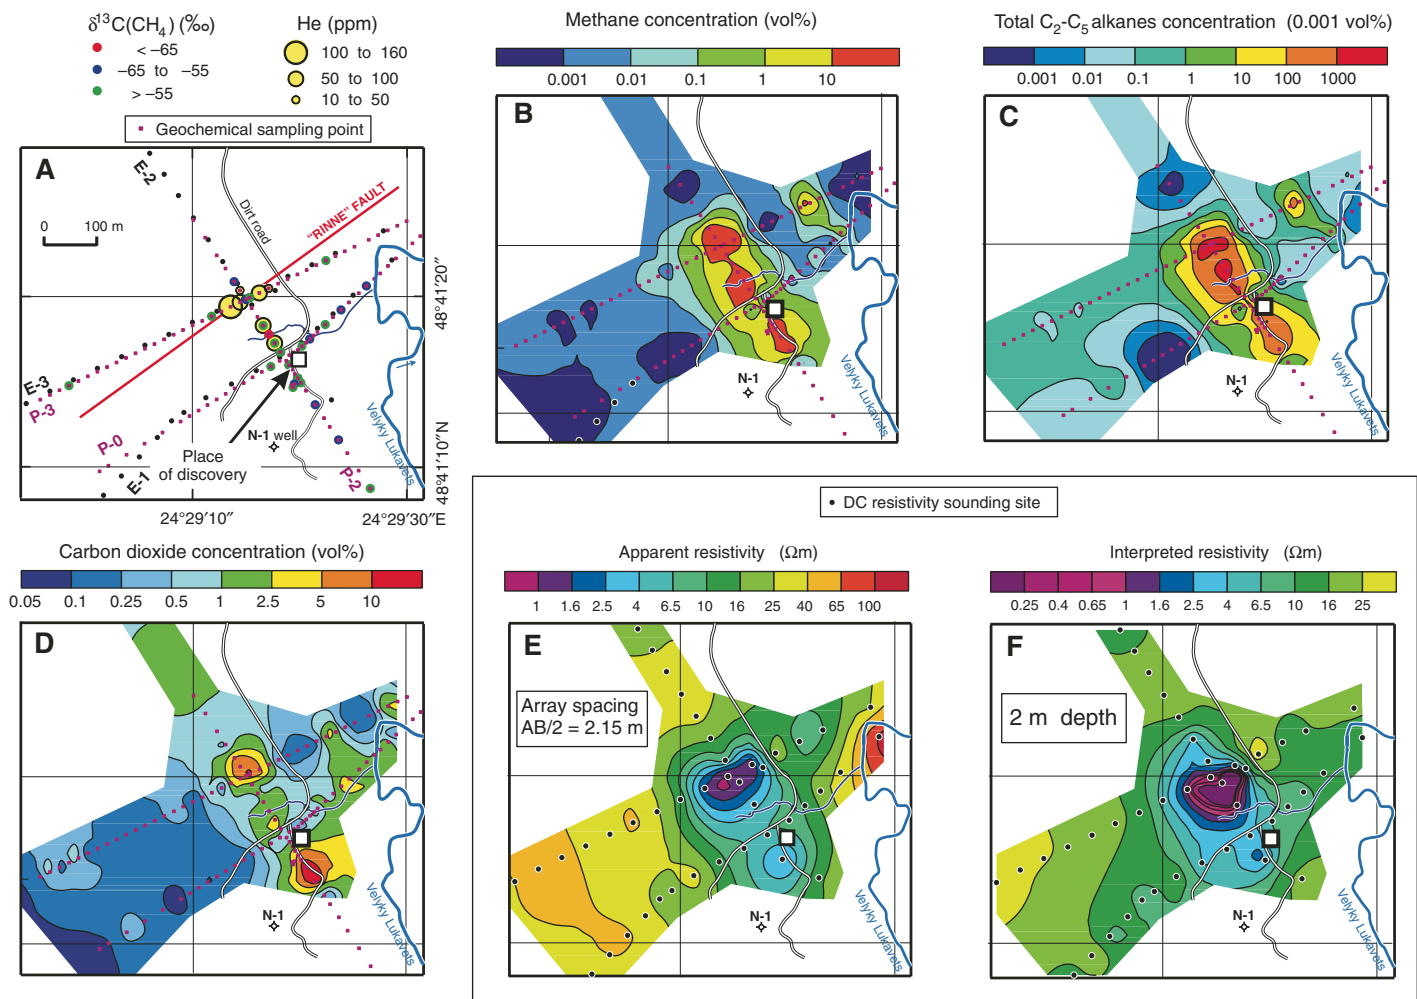 δ13C(CH4) (‰)
< –65
–65 to –55
> –55
He (ppm)
100 to 160
50 to 100
10 to 50
Geochemical sampling point
A
E-2
Dirt road
"RINNE" FAULT
0 100 m
E-3
P-3
P-0
E-1
N-1 well
Place
of discovery
P-2
Velyky Lukavets
48°41′20″
48°41′10″N
24°29′10″
24°29′30″E
Methane concentration (vol%)
0.001 0.01 0.1 1 10
B
N-1
Velyky Lukavets
Total C2-C5 alkanes concentration (0.001 vol%)
0.001 0.01 0.1 1 10 100 1000
C
N-1
Velyky Lukavets
Carbon dioxide concentration (vol%)
0.05 0.1 0.25 0.5 1 2.5 5 10
D
N-1
Velyky Lukavets
DC resistivity sounding site
Apparent resistivity (Ωm)
1 1.6 2.5 4 6.5 10 16 25 40 65 100
E
Array spacing
AB/2 = 2.15 m
N-1
Velyky Lukavets
Interpreted resistivity (Ωm)
0.25 0.4 0.65 1 1.6 2.5 4 6.5 10 16 25
F
2 m depth
N-1
Velyky Lukavets